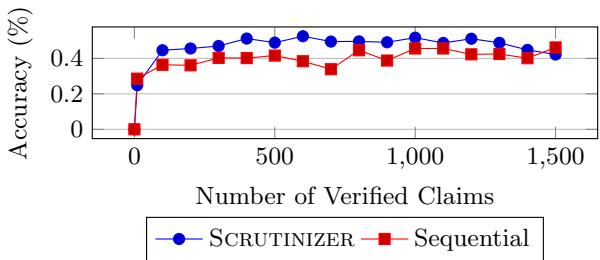 Accuracy (%)
0.4
0.2
0
0 500 1,000 1,500
Number of Verified Claims
SCRUTINIZER Sequential